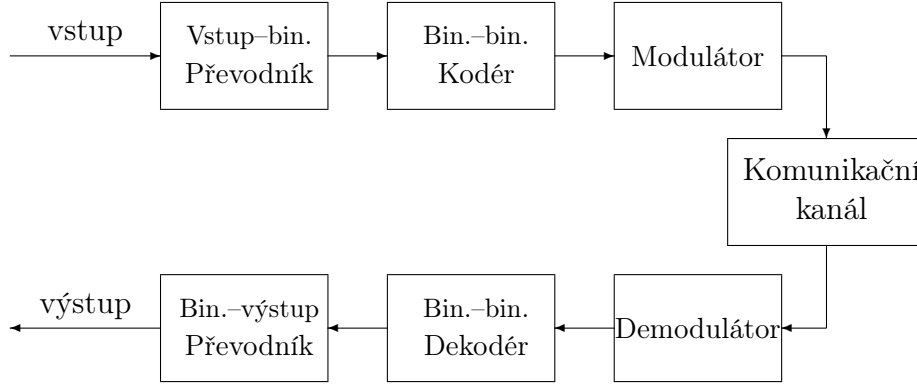 vstup
Vstup–bin.
Převodník
Bin.–bin.
Kodér
Modulátor
Komunikační
kanál
výstup
Bin.–výstup
Převodník
Bin.–bin.
Dekodér
Demodulátor